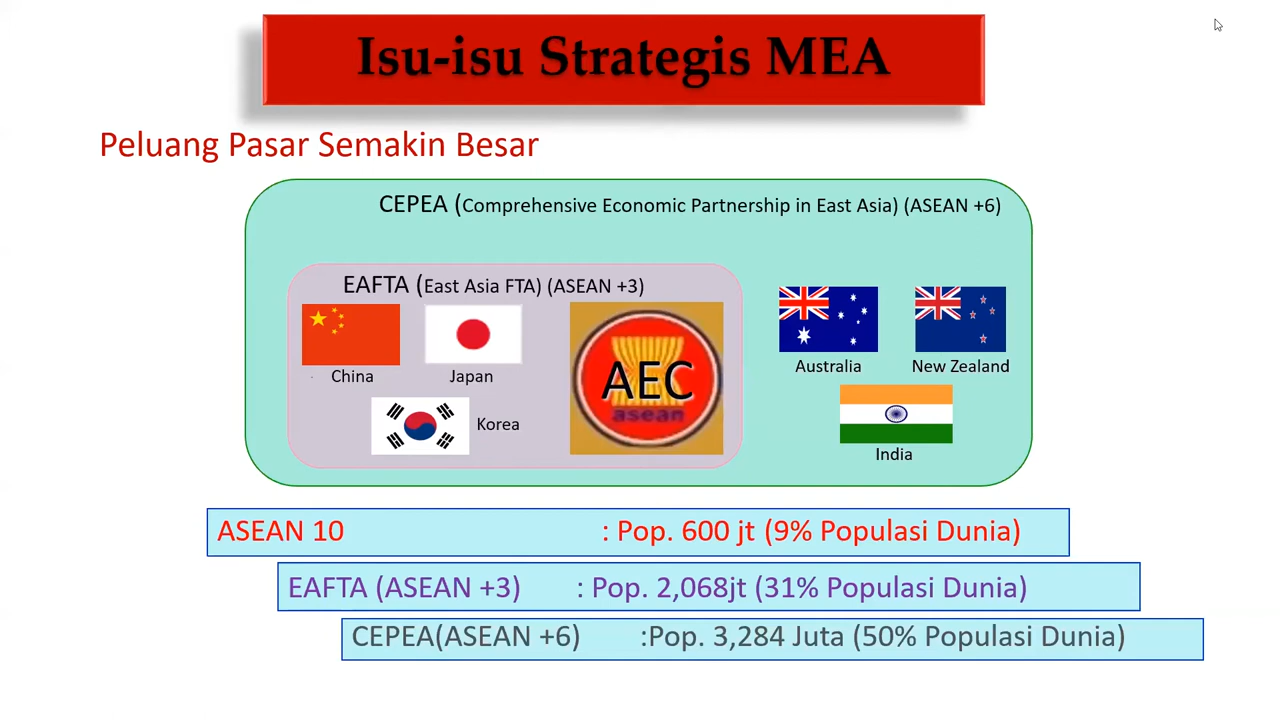 Isu-isu Strategis MEA
Peluang Pasar Semakin Besar
CEPEA (Comprehensive Economic Partnership in East Asia) (ASEAN +6)
EAFTA (East Asia FTA) (ASEAN +3)
China
Japan
Korea
AEC
asean
Australia
New Zealand
India
ASEAN 10 : Pop. 600 jt (9% Populasi Dunia)
EAFTA (ASEAN +3) : Pop. 2,068jt (31% Populasi Dunia)
CEPEA(ASEAN +6) :Pop. 3,284 Juta (50% Populasi Dunia)